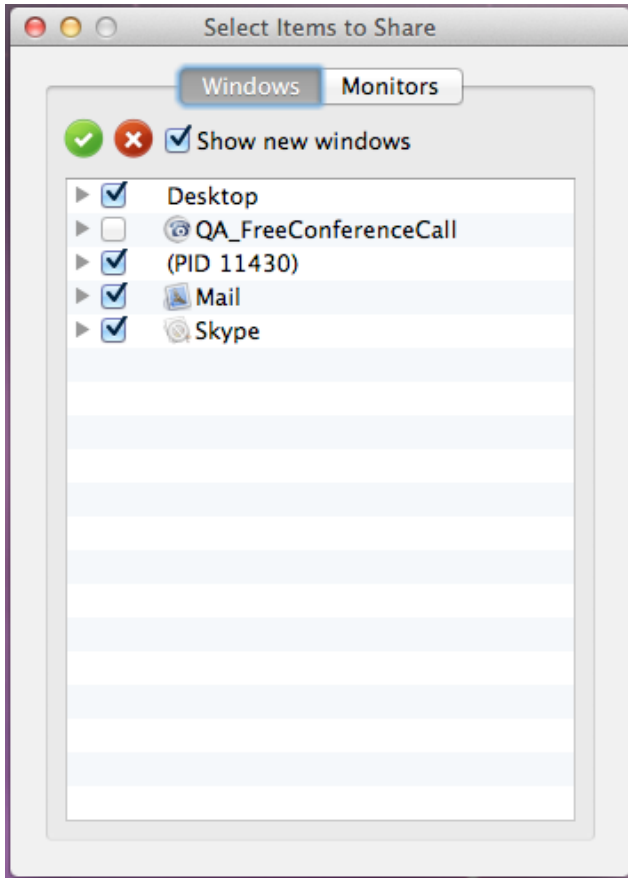 Select Items to Share
Windows Monitors
Show new windows
Desktop
QA_FreeConferenceCall
(PID 11430)
Mail
Skype